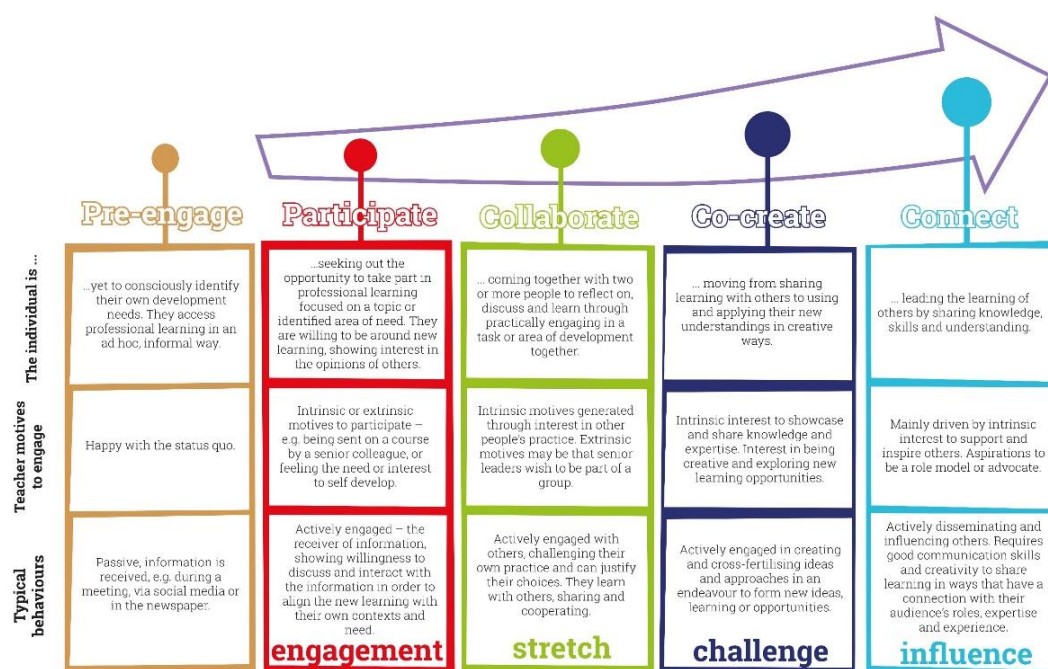 Pre-engage
Participate
Collaborate
Co-create
Connect
The individual is ...
...yet to consciously identify
their own development
needs. They access
professional learning in an
ad hoc, informal way.
...seeking out the
opportunity to take part in
professional learning
focused on a topic or
identified area of need. They
are willing to be around new
learning, showing interest in
the opinions of others.
... coming together with two
or more people to reflect on,
discuss and learn through
practically engaging in a
task or area of development
together.
... moving from sharing
learning with others to using
and applying their new
understandings in creative
ways.
... leading the learning of
others by sharing knowledge,
skills and understanding.
Teacher motives
to engage
Happy with the status quo.
Intrinsic or extrinsic
motives to participate –
e.g. being sent on a course
by a senior colleague, or
feeling the need or interest
to self develop.
Intrinsic motives generated
through interest in other
people's practice. Extrinsic
motives may be that senior
leaders wish to be part of a
group.
Intrinsic interest to showcase
and share knowledge and
expertise. Interest in being
creative and exploring new
learning opportunities.
Mainly driven by intrinsic
interest to support and
inspire others. Aspirations to
be a role model or advocate.
Typical
behaviours
Passive, information is
received, e.g. during a
meeting, via social media or
in the newspaper.
Actively engaged – the
receiver of information,
showing willingness to
discuss and interact with
the information in order to
align the new learning with
their own contexts and
need.
engagement
Actively engaged with
others, challenging their
own practice and can justify
their choices. They learn
with others, sharing and
cooperating.
stretch
Actively engaged in creating
and cross-fertilising ideas
and approaches in an
endeavour to form new ideas,
learning or opportunities.
challenge
Actively disseminating and
influencing others. Requires
good communication skills
and creativity to share
learning in ways that have a
connection with their
audience's roles, expertise
and experience.
influence